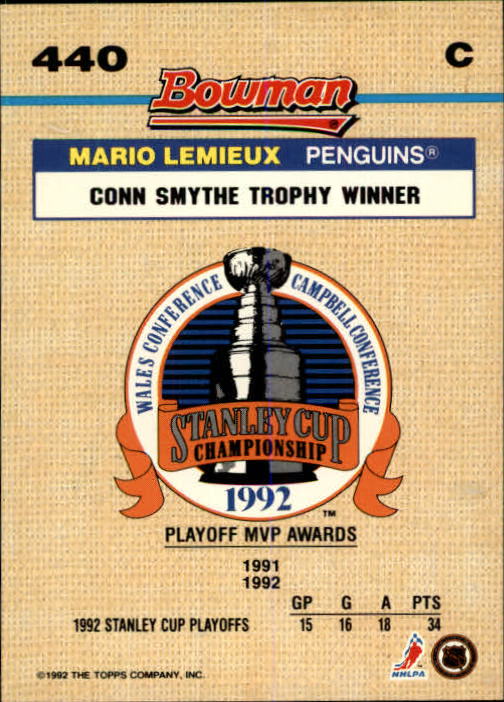 440 C
Bowman®
MARIO LEMIEUX PENGUINS®
CONN SMYTHE TROPHY WINNER
WALES CONFERENCE CAMPBELL CONFERENCE
STANLEY CUP
CHAMPIONSHIP
1992
™
PLAYOFF MVP AWARDS
1991
1992
GP G A PTS
1992 STANLEY CUP PLAYOFFS 15 16 18 34
NHLPA
©1992 THE TOPPS COMPANY, INC.